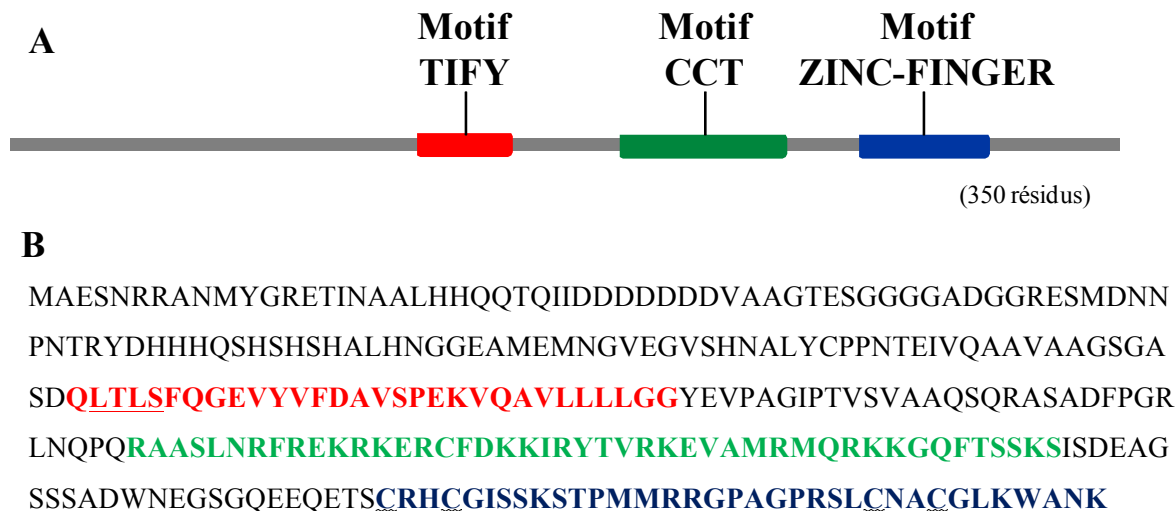 A
Motif TIFY
Motif CCT
Motif ZINC-FINGER
(350 résidus)
B
MAESNRRANMYGRETINAALHHQQTQIIDDDDDDDVAAGTESGGGGADGGRESMDNN
PNTRYDHHHQSHSHSHALHNGGEAMEMNGVEGVSHNALYCPPNTEIVQAAVAAGSGA
SDQLTLSFQGEVYVFDAVSPEKVQAVLLLLGGYEVPAGIPTVSVAAQSQRASADFPGR
LNQPQRAASLNRFREKRKERCFDKKIRYTVRKEVAMRMQRKKGQFTSSKSISDEAG
SSSADWNEGSGQEEQETSCRHCGISSKSTPMMRRGPAGPRSLCNACGLKWANK